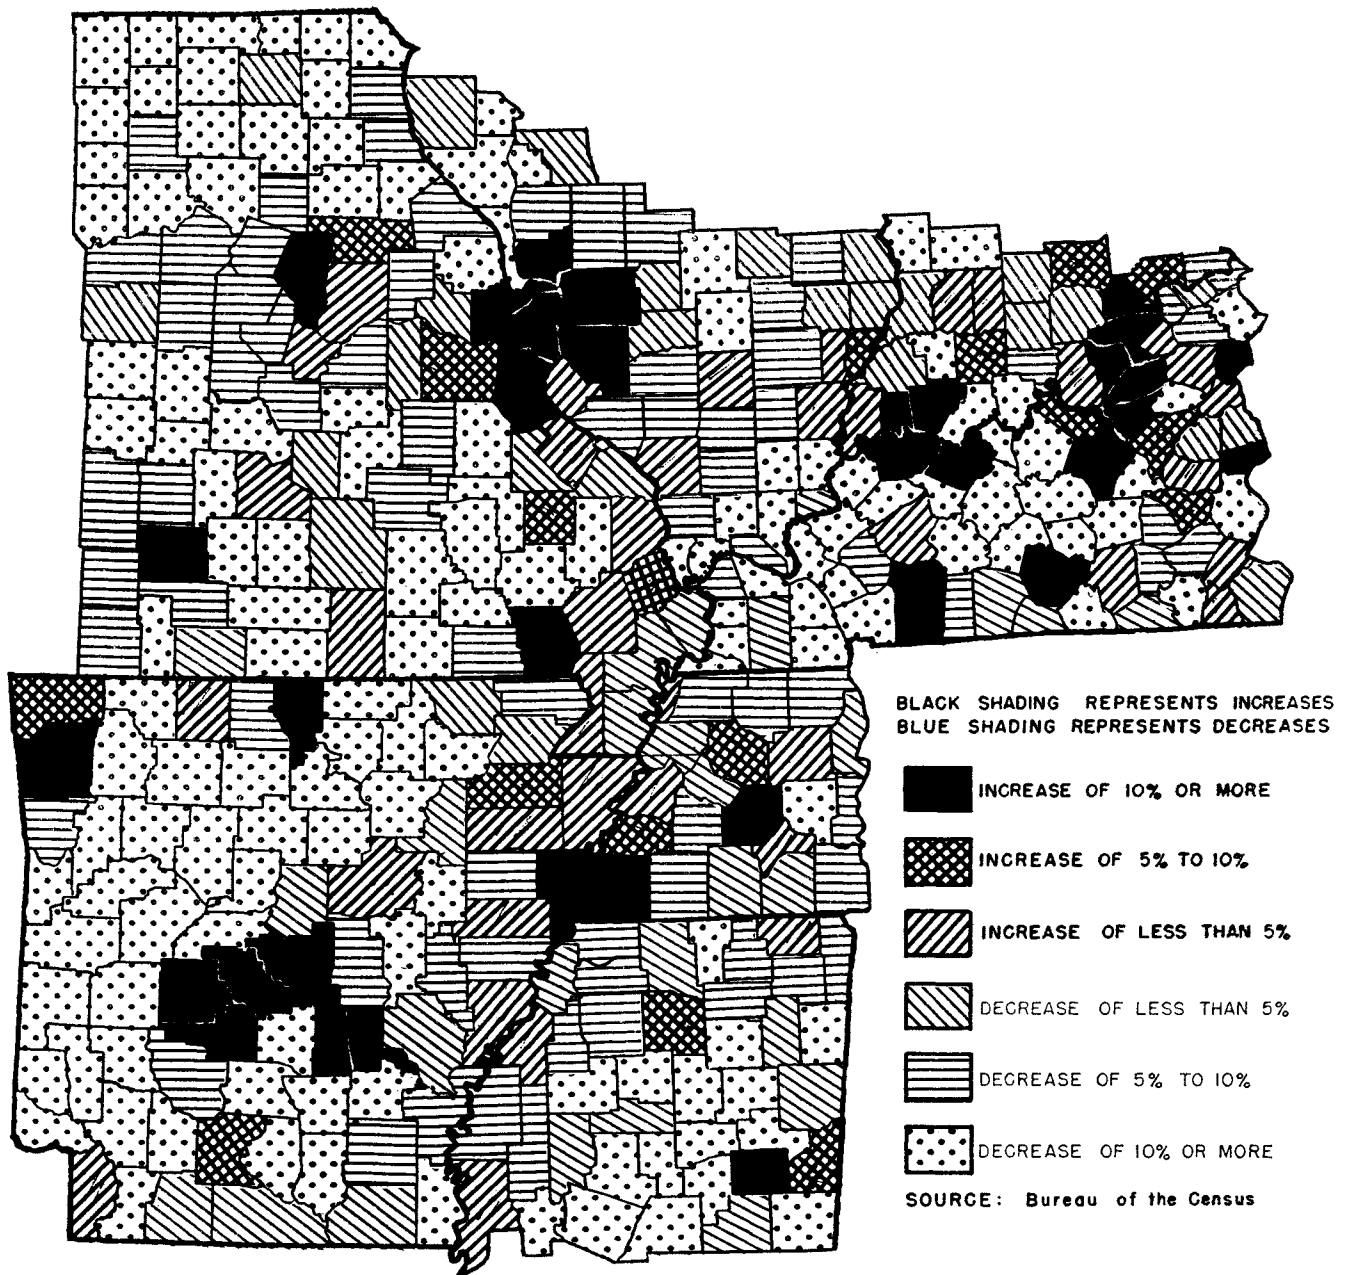 BLACK SHADING REPRESENTS INCREASES
BLUE SHADING REPRESENTS DECREASES
INCREASE OF 10% OR MORE
INCREASE OF 5% TO 10%
INCREASE OF LESS THAN 5%
DECREASE OF LESS THAN 5%
DECREASE OF 5% TO 10%
DECREASE OF 10% OR MORE
SOURCE: Bureau of the Census